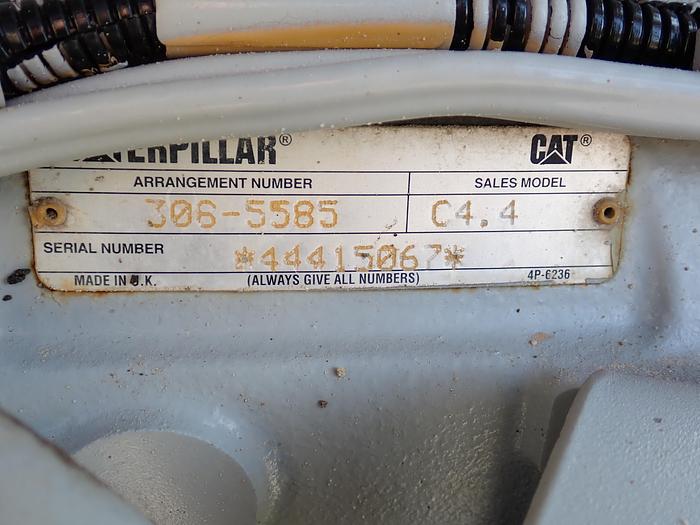 CATERPILLAR® CAT®
ARRANGEMENT NUMBER SALES MODEL
306-5585 C4.4
SERIAL NUMBER *44415067*
MADE IN U.K. (ALWAYS GIVE ALL NUMBERS) 4P-6236